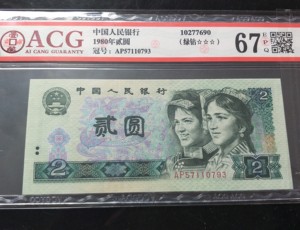 ACG
AI CANG GUARANTY
中国人民银行
1980年贰圆
冠号：AP57110793
10277690
(绿钻☆☆☆)
67 EPQ
中国人民银行
2
贰圆
2
2
AP57110793